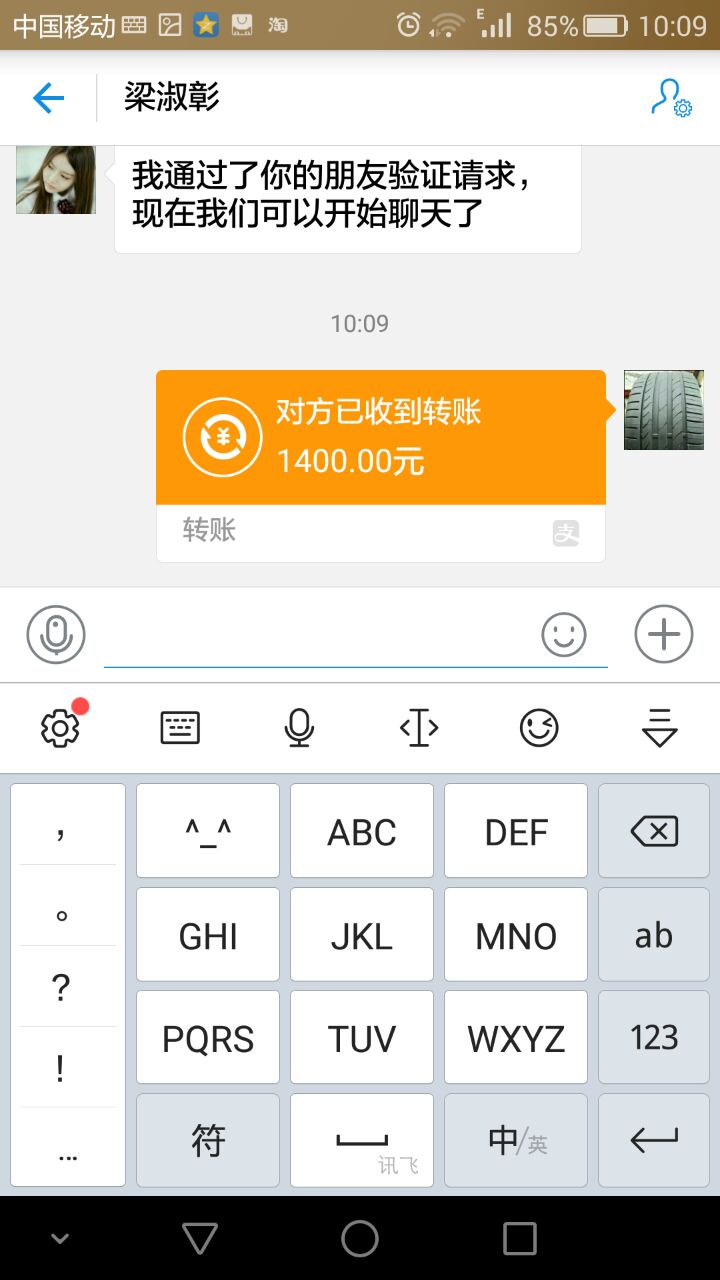 中国移动 淘 E 85% 10:09
梁淑彰
我通过了你的朋友验证请求，
现在我们可以开始聊天了
10:09
对方已收到转账
1400.00元
转账 支
， ^_^ ABC DEF
。 GHI JKL MNO ab
? PQRS TUV WXYZ 123
!
… 符 讯飞 中/英